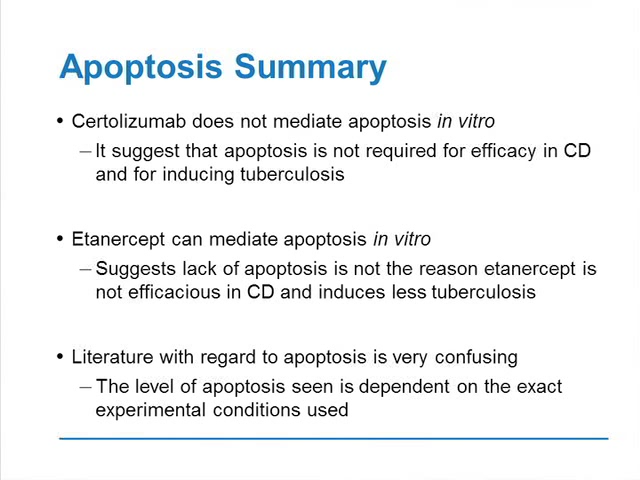 Apoptosis Summary
• Certolizumab does not mediate apoptosis in vitro
– It suggest that apoptosis is not required for efficacy in CD
and for inducing tuberculosis
• Etanercept can mediate apoptosis in vitro
– Suggests lack of apoptosis is not the reason etanercept is
not efficacious in CD and induces less tuberculosis
• Literature with regard to apoptosis is very confusing
– The level of apoptosis seen is dependent on the exact
experimental conditions used